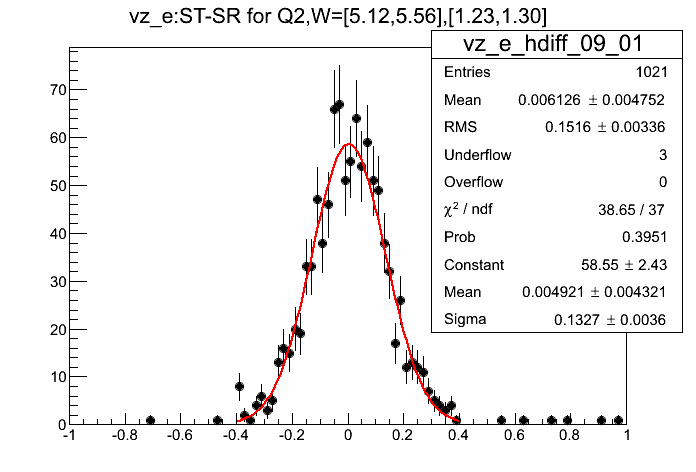 vz_e:ST-SR for Q2,W=[5.12,5.56],[1.23,1.30]
vz_e_hdiff_09_01
Entries 1021
Mean 0.006126 ± 0.004752
RMS 0.1516 ± 0.00336
Underflow 3
Overflow 0
χ² / ndf 38.65 / 37
Prob 0.3951
Constant 58.55 ± 2.43
Mean 0.004921 ± 0.004321
Sigma 0.1327 ± 0.0036
70
60
50
40
30
20
10
0
-1 -0.8 -0.6 -0.4 -0.2 0 0.2 0.4 0.6 0.8 1